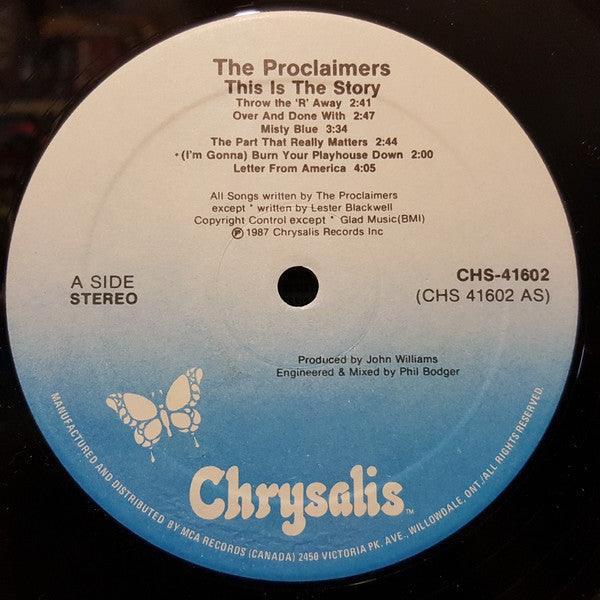 The Proclaimers
This Is The Story
Throw the 'R' Away 2:41
Over And Done With 2:47
Misty Blue 3:34
The Part That Really Matters 2:44
*(I'm Gonna) Burn Your Playhouse Down 2:00
Letter From America 4:05
All Songs written by The Proclaimers
except * written by Lester Blackwell
Copyright Control except * Glad Music(BMI)
℗ 1987 Chrysalis Records Inc
A SIDE
STEREO
CHS-41602
(CHS 41602 AS)
Produced by John Williams
Engineered & Mixed by Phil Bodger
Chrysalis™
MANUFACTURED AND DISTRIBUTED BY MCA RECORDS (CANADA) 2450 VICTORIA PK. AVE., WILLOWDALE, ONT./ALL RIGHTS RESERVED.